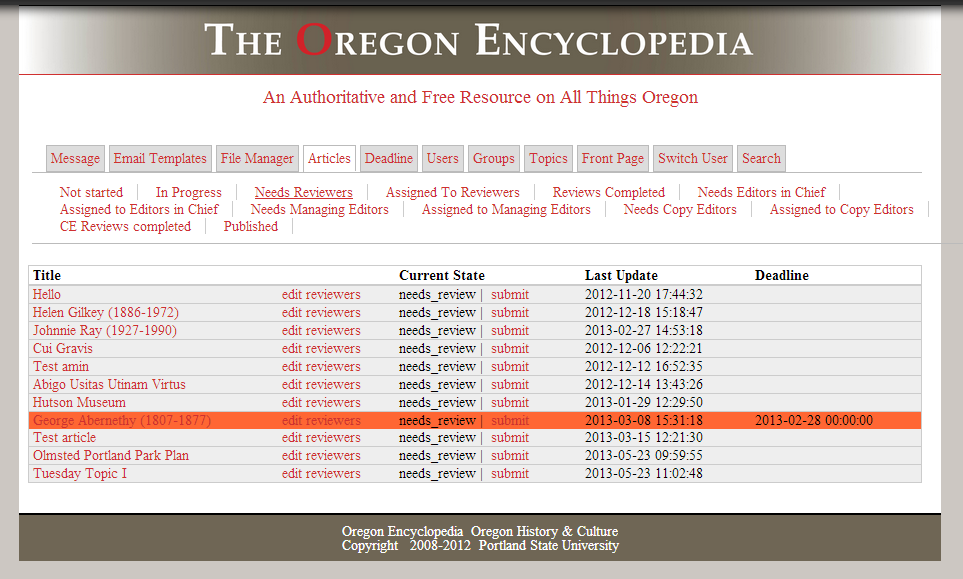 THE OREGON ENCYCLOPEDIA
An Authoritative and Free Resource on All Things Oregon
Message Email Templates File Manager Articles Deadline Users Groups Topics Front Page Switch User Search
Not started | In Progress | Needs Reviewers | Assigned To Reviewers | Reviews Completed | Needs Editors in Chief |
Assigned to Editors in Chief | Needs Managing Editors | Assigned to Managing Editors | Needs Copy Editors | Assigned to Copy Editors |
CE Reviews completed | Published |
Title Current State Last Update Deadline
Hello edit reviewers needs_review | submit 2012-11-20 17:44:32
Helen Gilkey (1886-1972) edit reviewers needs_review | submit 2012-12-18 15:18:47
Johnnie Ray (1927-1990) edit reviewers needs_review | submit 2013-02-27 14:53:18
Cui Gravis edit reviewers needs_review | submit 2012-12-06 12:22:21
Test amin edit reviewers needs_review | submit 2012-12-12 16:52:35
Abigo Usitas Utinam Virtus edit reviewers needs_review | submit 2012-12-14 13:43:26
Hutson Museum edit reviewers needs_review | submit 2013-01-29 12:29:50
George Abernethy (1807-1877) edit reviewers needs_review | submit 2013-03-08 15:31:18 2013-02-28 00:00:00
Test article edit reviewers needs_review | submit 2013-03-15 12:21:30
Olmsted Portland Park Plan edit reviewers needs_review | submit 2013-05-23 09:59:55
Tuesday Topic I edit reviewers needs_review | submit 2013-05-23 11:02:48
Oregon Encyclopedia Oregon History & Culture
Copyright 2008-2012 Portland State University